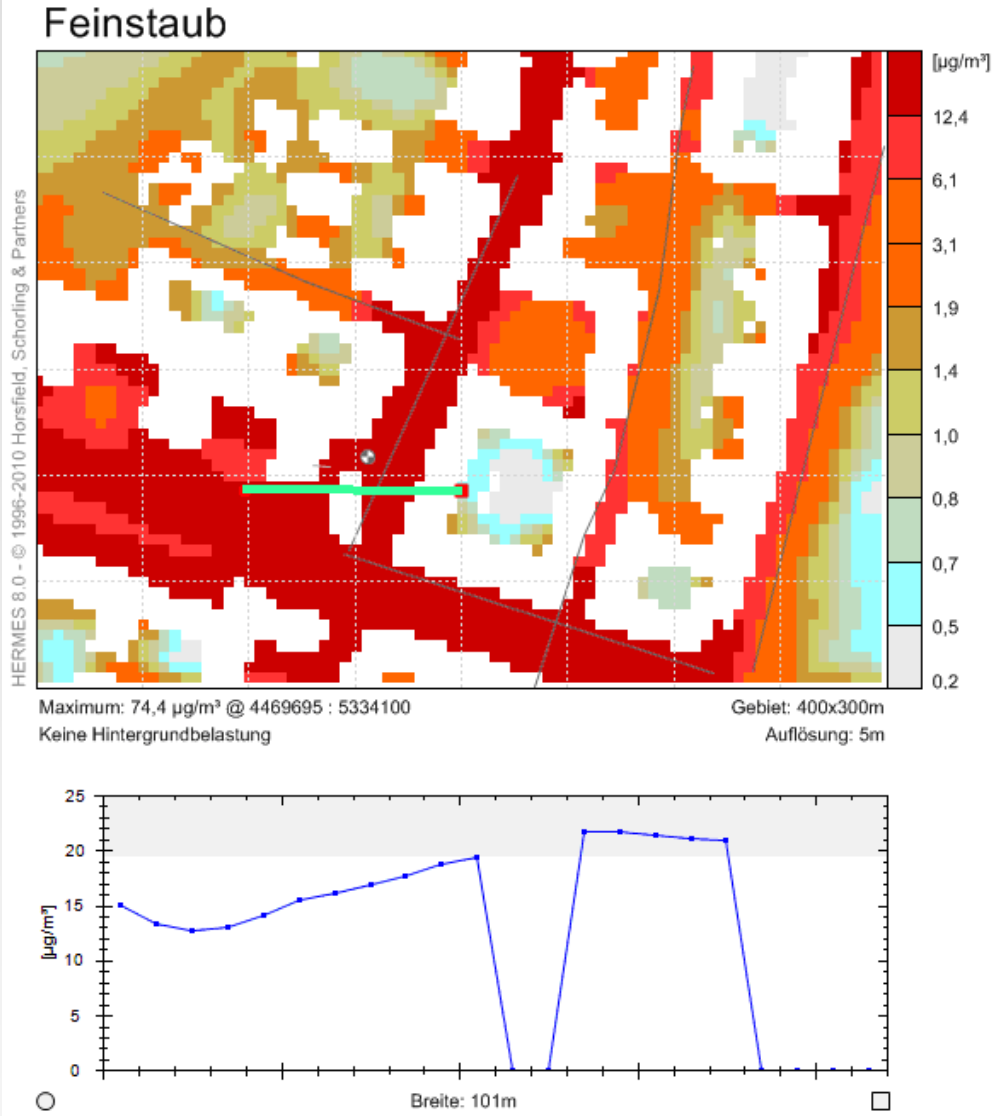 Feinstaub
[µg/m³]
12,4
6,1
3,1
1,9
1,4
1,0
0,8
0,7
0,5
0,2
HERMES 8.0 - © 1996-2010 Horsfield, Schorling & Partners
Maximum: 74,4 µg/m³ @ 4469695 : 5334100
Gebiet: 400x300m
Keine Hintergrundbelastung
Auflösung: 5m
25
20
15
10
5
0
[µg/m³]
Breite: 101m